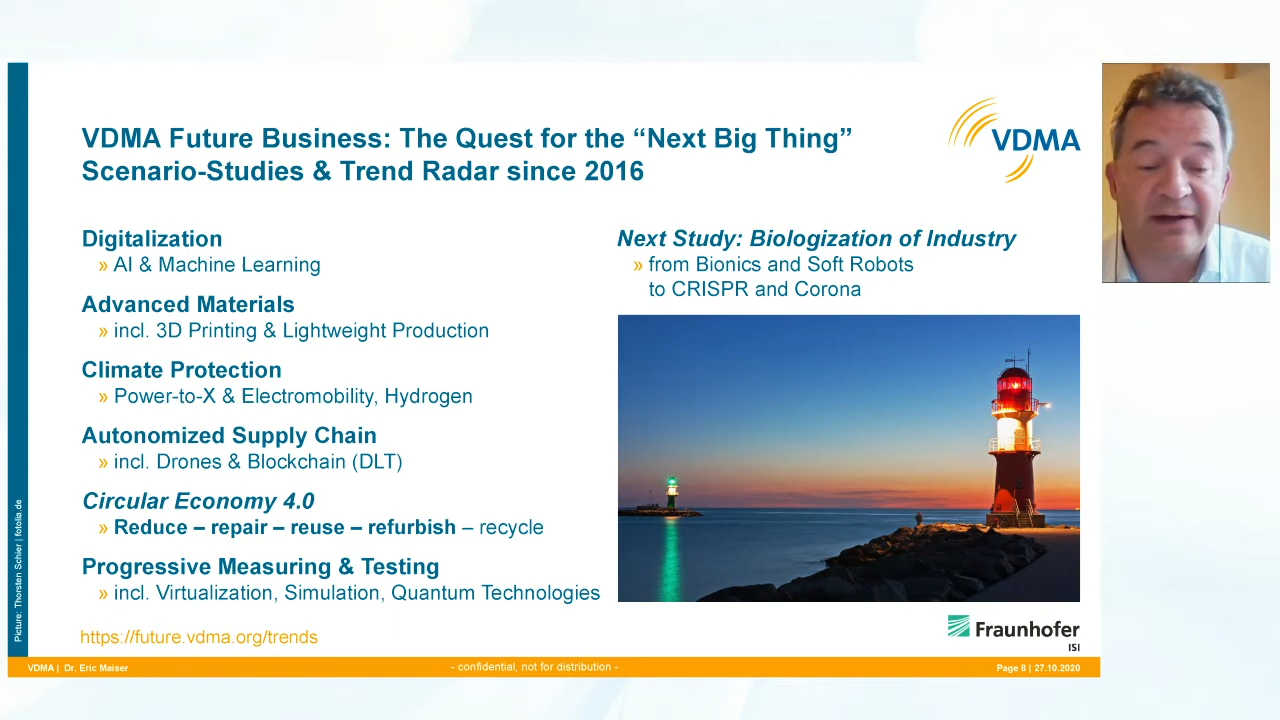 VDMA Future Business: The Quest for the “Next Big Thing”
Scenario-Studies & Trend Radar since 2016
VDMA
Digitalization
» AI & Machine Learning
Advanced Materials
» incl. 3D Printing & Lightweight Production
Climate Protection
» Power-to-X & Electromobility, Hydrogen
Autonomized Supply Chain
» incl. Drones & Blockchain (DLT)
Circular Economy 4.0
» Reduce – repair – reuse – refurbish – recycle
Progressive Measuring & Testing
» incl. Virtualization, Simulation, Quantum Technologies
https://future.vdma.org/trends
Next Study: Biologization of Industry
» from Bionics and Soft Robots
to CRISPR and Corona
Fraunhofer
ISI
Picture: Thorsten Schier | fotolia.de
VDMA | Dr. Eric Maiser
- confidential, not for distribution -
Page 8 | 27.10.2020